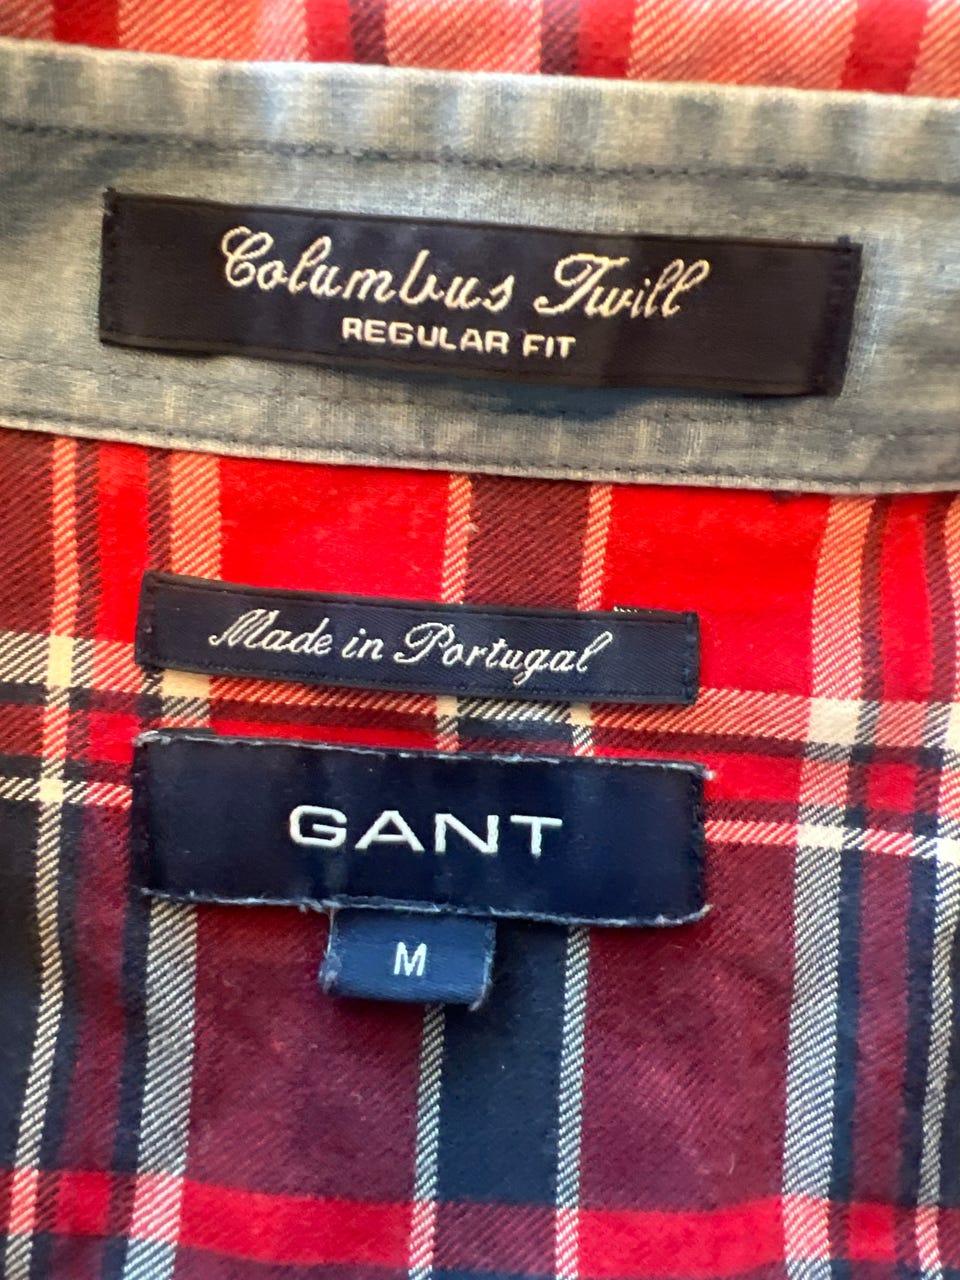 Columbus Twill
REGULAR FIT
Made in Portugal
GANT
M